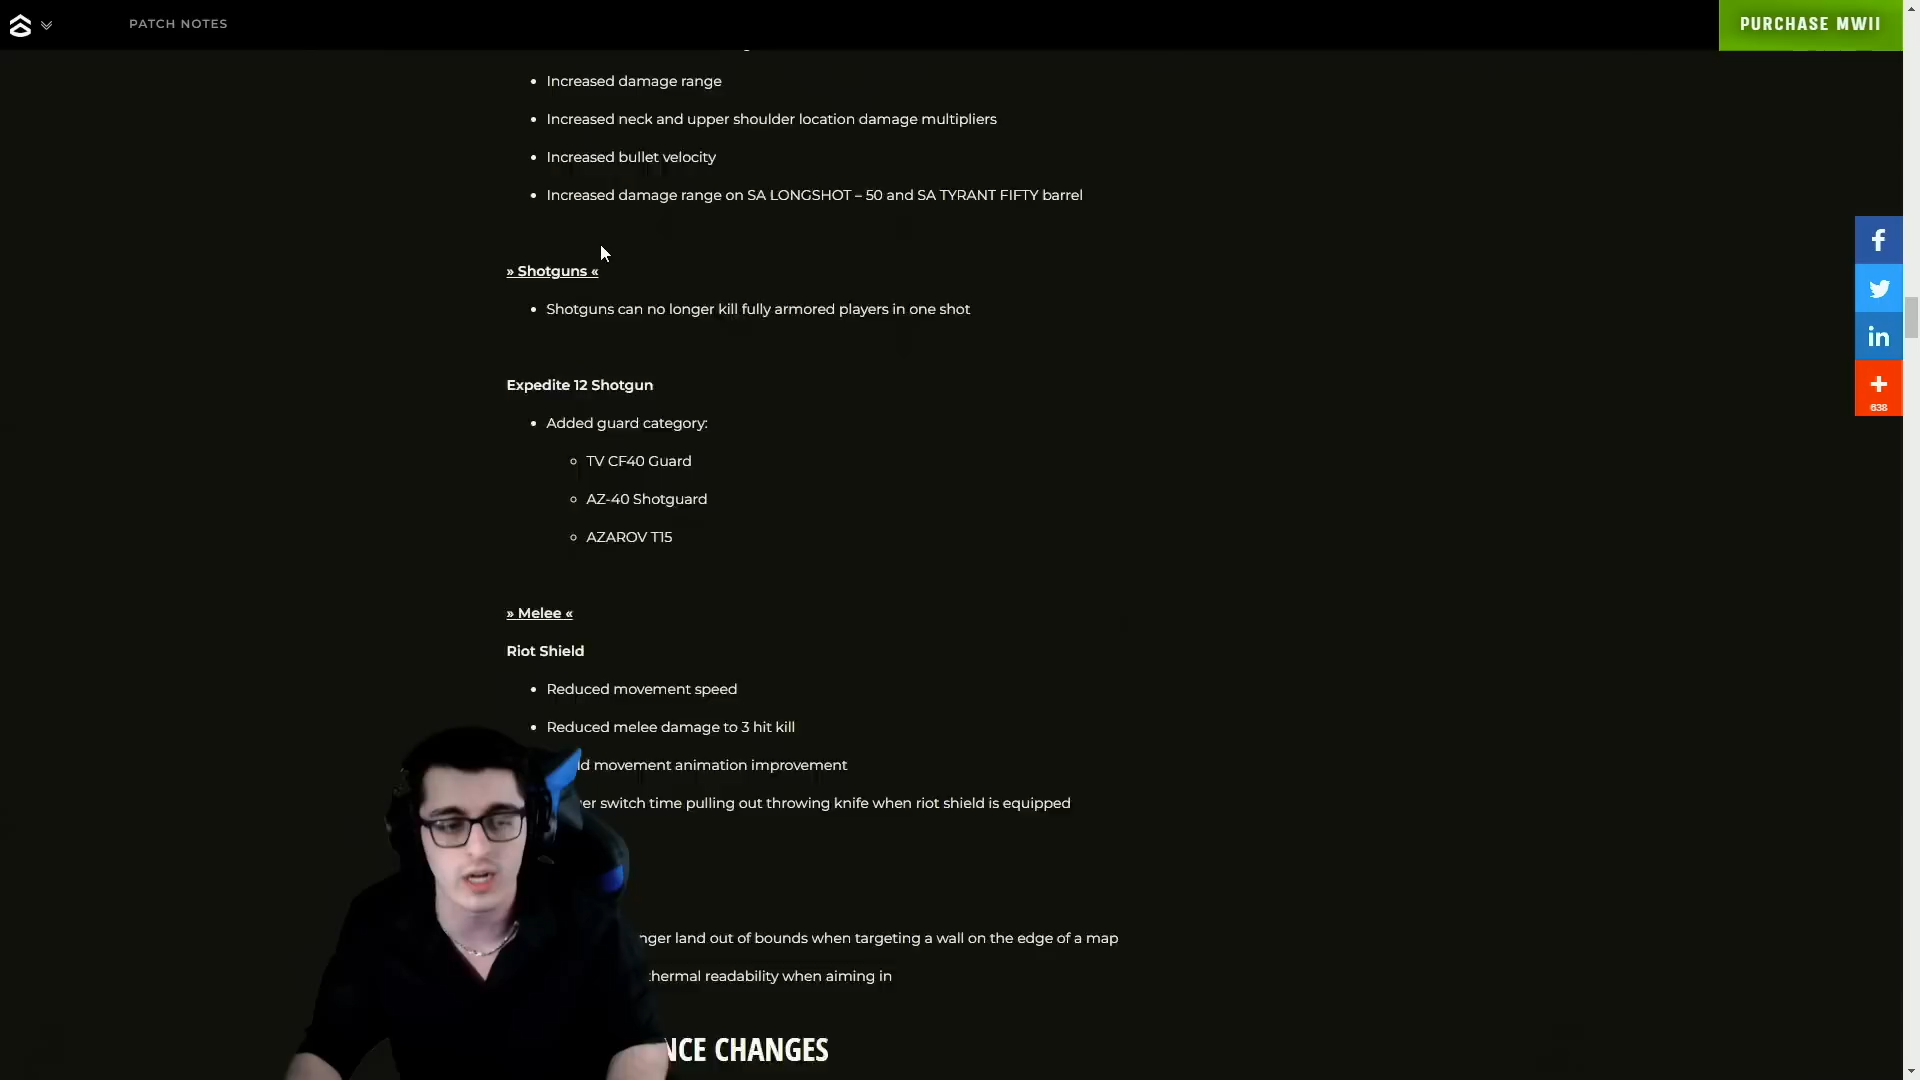 PATCH NOTES
PURCHASE MWII
Increased damage range
Increased neck and upper shoulder location damage multipliers
Increased bullet velocity
Increased damage range on SA LONGSHOT – 50 and SA TYRANT FIFTY barrel
» Shotguns «
Shotguns can no longer kill fully armored players in one shot
638
Expedite 12 Shotgun
Added guard category:
TV CF40 Guard
AZ-40 Shotguard
AZAROV T15
» Melee «
Riot Shield
Reduced movement speed
Reduced melee damage to 3 hit kill
movement animation improvement
switch time pulling out throwing knife when riot shield is equipped
land out of bounds when targeting a wall on the edge of a map
thermal readability when aiming in
CHANGES